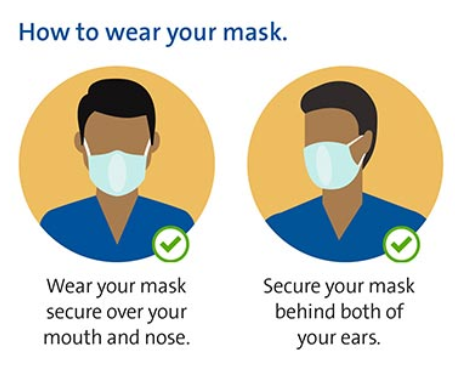 How to wear your mask.
Wear your mask
secure over your
mouth and nose.
Secure your mask
behind both of
your ears.